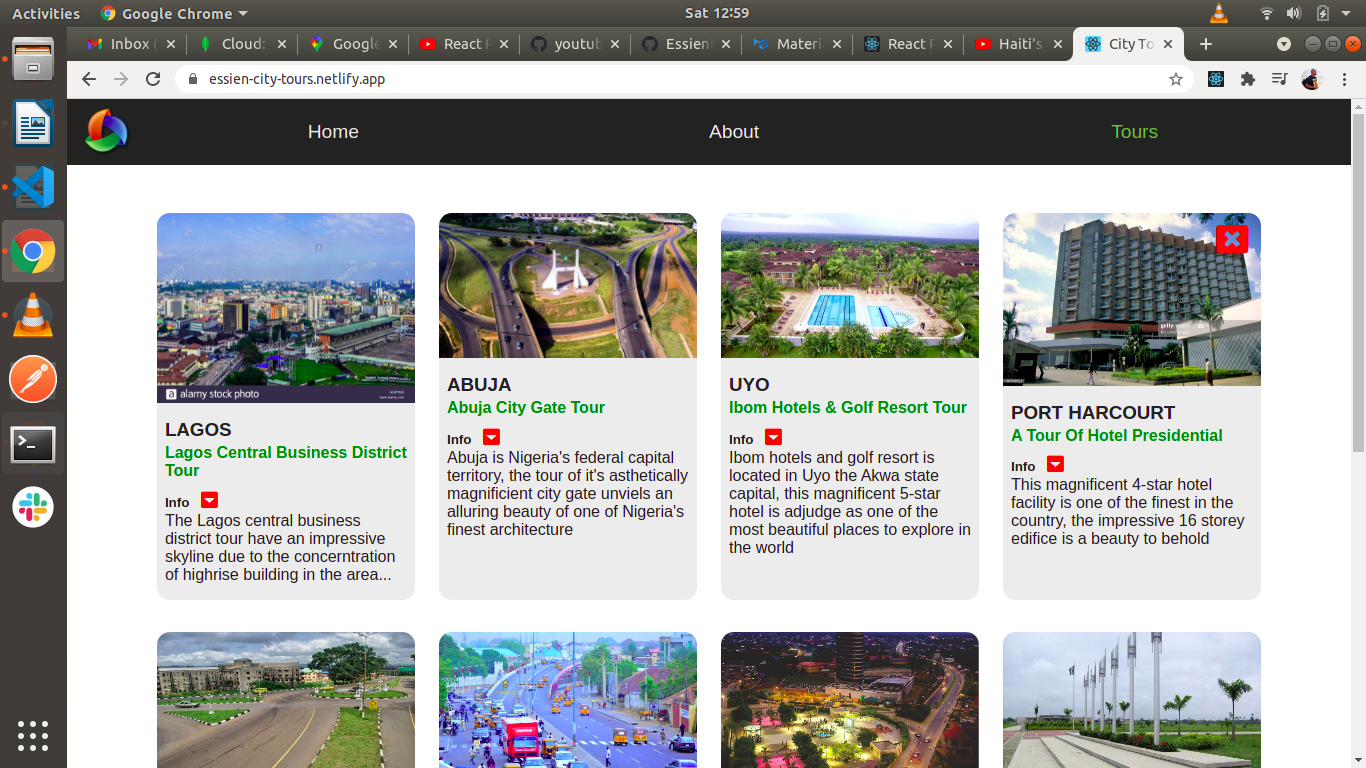 Activities
Google Chrome
Sat 12:59
Inbox (
Cloud:
Google
React F
youtub
Essien
Materi
React F
Haiti's
City To
essien-city-tours.netlify.app
Home
About
Tours
alamy stock photo
LAGOS
Lagos Central Business District
Tour
Info
The Lagos central business
district tour have an impressive
skyline due to the concerntration
of highrise building in the area...
ABUJA
Abuja City Gate Tour
Info
Abuja is Nigeria's federal capital
territory, the tour of it's asthetically
magnificient city gate unviels an
alluring beauty of one of Nigeria's
finest architecture
UYO
Ibom Hotels & Golf Resort Tour
Info
Ibom hotels and golf resort is
located in Uyo the Akwa state
capital, this magnificent 5-star
hotel is adjudge as one of the
most beautiful places to explore in
the world
PORT HARCOURT
A Tour Of Hotel Presidential
Info
This magnificent 4-star hotel
facility is one of the finest in the
country, the impressive 16 storey
edifice is a beauty to behold